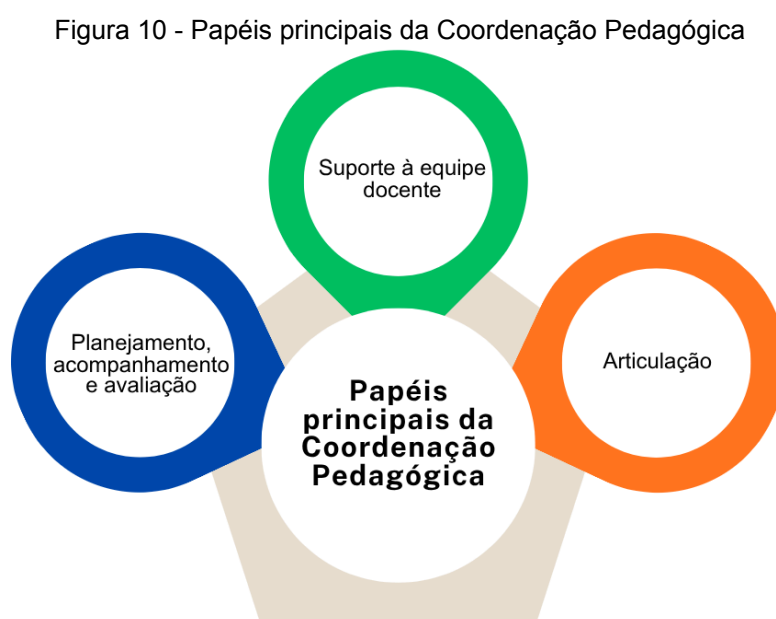 Figura 10 - Papéis principais da Coordenação Pedagógica
Suporte à equipe
docente
Planejamento,
acompanhamento
e avaliação
Articulação
Papéis
principais da
Coordenação
Pedagógica